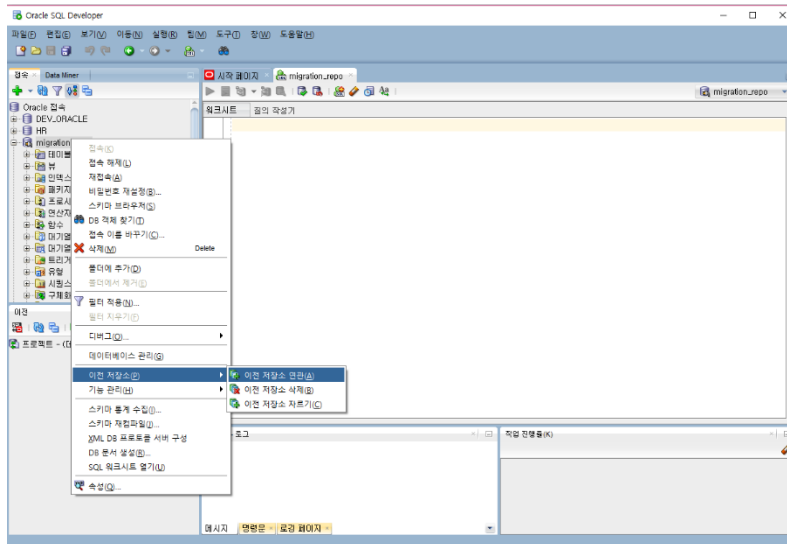 Oracle SQL Developer
파일(F) 편집(E) 보기(V) 이동(N) 실행(R) 팀(M) 도구(T) 창(W) 도움말(H)
접속 Data Miner
시작 페이지 migration_repo
migration_repo
워크시트 질의 작성기
Oracle 접속
DEV_ORACLE
HR
migration
테이블
뷰
인덱스
패키지
프로시
연산자
함수
대기열
대기열
트리거
유형
시퀀스
구체화
접속(K)
접속 해제(L)
재접속(A)
비밀번호 재설정(B)...
스키마 브라우저(S)
DB 객체 찾기(T)
접속 이름 바꾸기(C)...
삭제(M) Delete
폴더에 추가(D)
폴더에서 제거(E)
필터 적용(N)...
필터 지우기(F)
디버그(O)...
데이터베이스 관리(G)
이전 저장소(P)
기능 관리(H)
스키마 통계 수집(I)...
스키마 재컴파일(J)...
XML DB 프로토콜 서버 구성
DB 문서 생성(R)...
SQL 워크시트 열기(U)
속성(Q)...
이전 저장소 연관(A)
이전 저장소 삭제(B)
이전 저장소 자르기(C)
이전
프로젝트 - (
로그
작업 진행률(K)
메시지 명령문 로깅 페이지